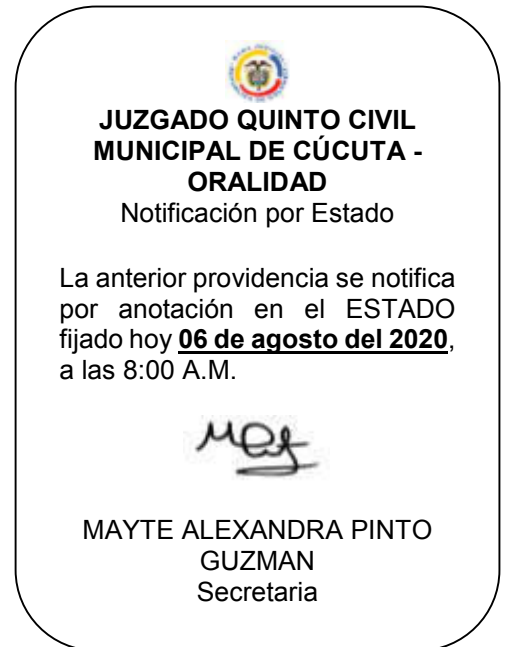 JUZGADO QUINTO CIVIL
MUNICIPAL DE CÚCUTA -
ORALIDAD
Notificación por Estado
La anterior providencia se notifica
por anotación en el ESTADO
fijado hoy 06 de agosto del 2020,
a las 8:00 A.M.
MAYTE ALEXANDRA PINTO
GUZMAN
Secretaria